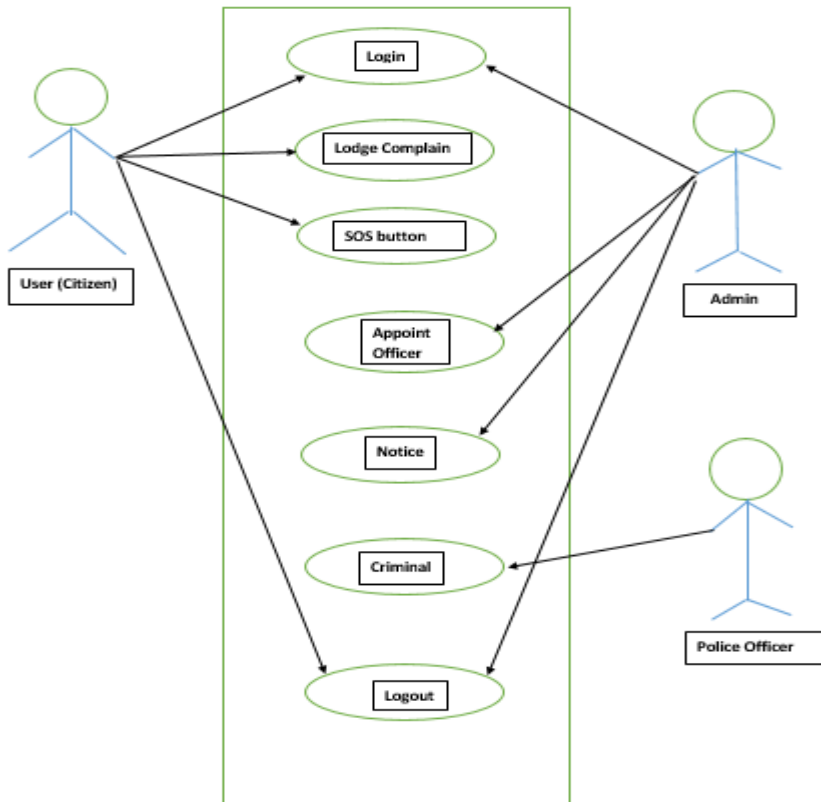 Login
Lodge Complain
SOS button
User (Citizen)
Admin
Appoint
Officer
Notice
Criminal
Police Officer
Logout